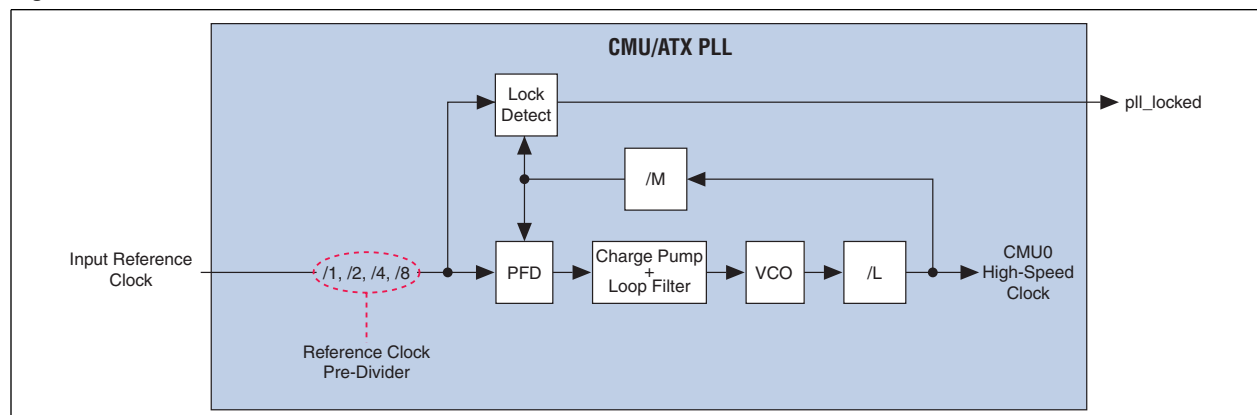 CMU/ATX PLL
Lock
Detect
pll_locked
/M
Input Reference
Clock
/1, /2, /4, /8
PFD
Charge Pump
+
Loop Filter
VCO
/L
CMU0
High-Speed
Clock
Reference Clock
Pre-Divider